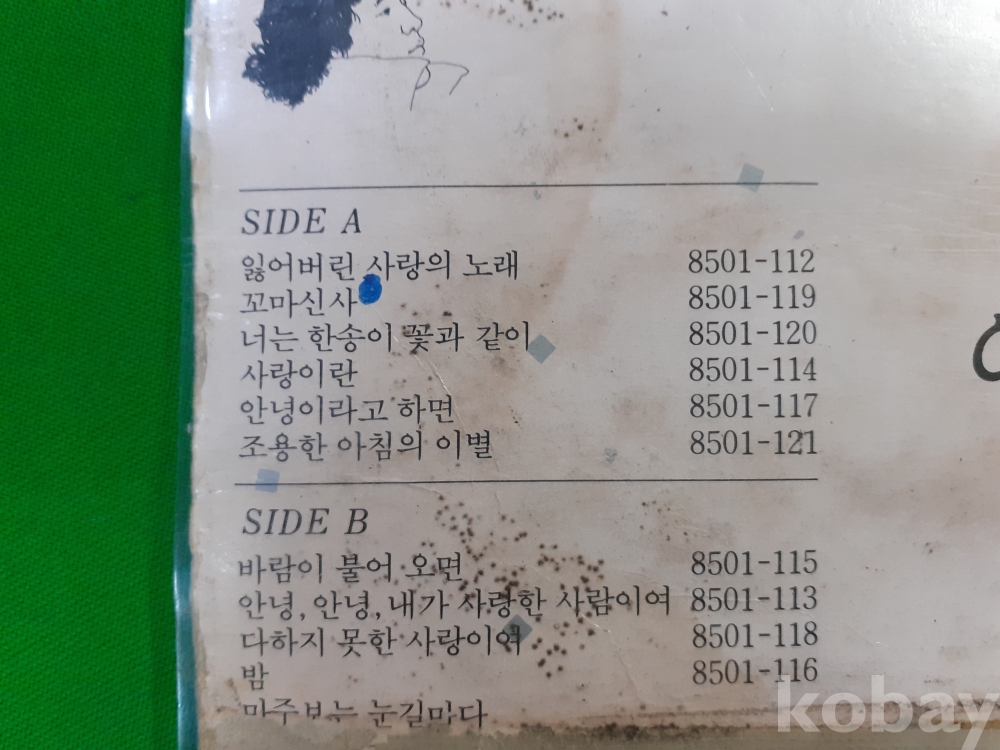 SIDE A
잃어버린 사랑의 노래 8501-112
꼬마신사 8501-119
너는 한송이 꽃과 같이 8501-120
사랑이란 8501-114
안녕이라고 하면 8501-117
조용한 아침의 이별 8501-121
SIDE B
바람이 불어 오면 8501-115
안녕, 안녕, 내가 사랑한 사람이여 8501-113
다하지 못한 사랑이여 8501-118
밤 8501-116
마주보는 눈길마다
kobay